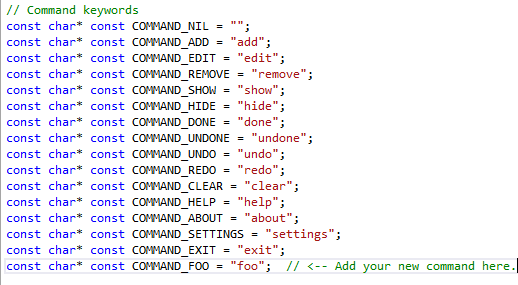 // Command keywords
const char* const COMMAND_NIL = "";
const char* const COMMAND_ADD = "add";
const char* const COMMAND_EDIT = "edit";
const char* const COMMAND_REMOVE = "remove";
const char* const COMMAND_SHOW = "show";
const char* const COMMAND_HIDE = "hide";
const char* const COMMAND_DONE = "done";
const char* const COMMAND_UNDONE = "undone";
const char* const COMMAND_UNDO = "undo";
const char* const COMMAND_REDO = "redo";
const char* const COMMAND_CLEAR = "clear";
const char* const COMMAND_HELP = "help";
const char* const COMMAND_ABOUT = "about";
const char* const COMMAND_SETTINGS = "settings";
const char* const COMMAND_EXIT = "exit";
const char* const COMMAND_FOO = "foo";  // <-- Add your new command here.